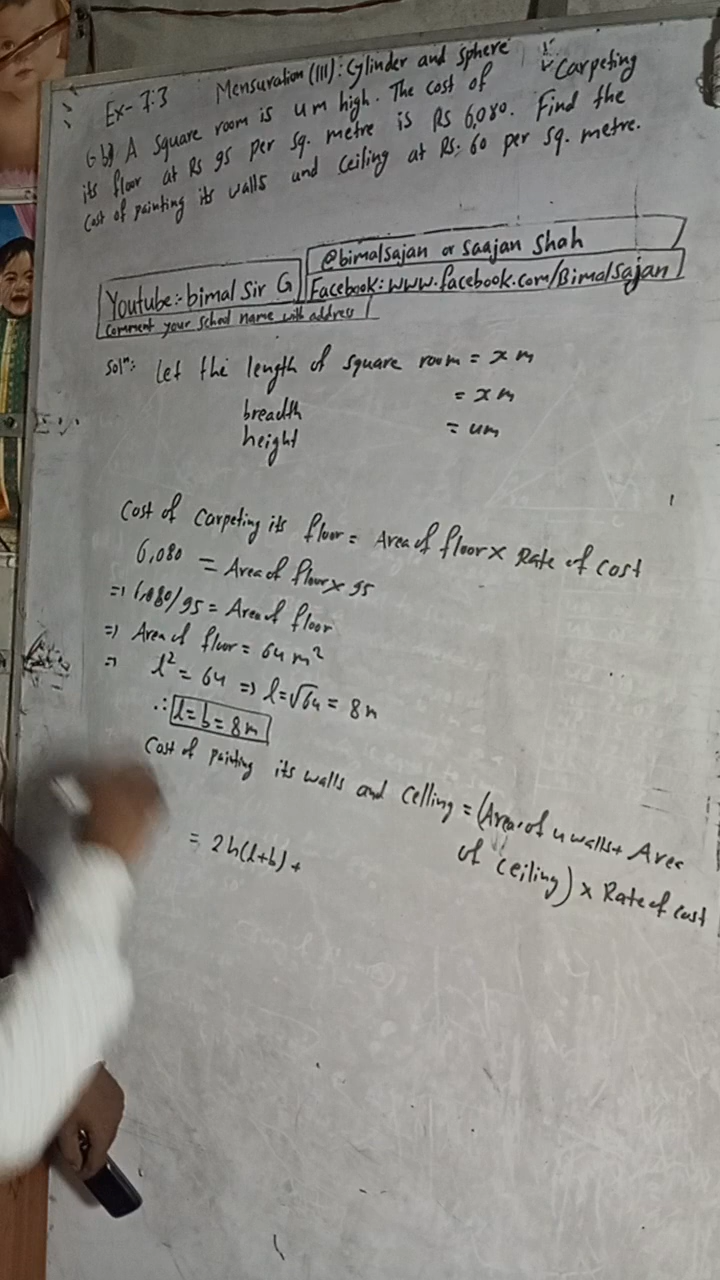 Ex- 7.3 Mensuration (III): Cylinder and sphere
6 b) A square room is 4m high. The cost of Carpeting
its floor at Rs 95 per sq. metre is Rs 6,080. Find the
cost of painting its walls and ceiling at Rs. 60 per sq. metre.
@bimalsajan or Saajan Shah
Youtube:- bimal Sir G
Facebook: www.facebook.com/Bimalsajan
Comment your school name with address
Solⁿ: Let the length of square room = x m
breadth = x m
height = 4m
Cost of Carpeting its floor = Area of floor × Rate of cost
6,080 = Area of floor × 95
=> 6,080/95 = Area of floor
=> Area of floor = 64 m²
=> l² = 64 => l = √64 = 8m
∴ l = b = 8m
Cost of painting its walls and Celling = (Area of 4 walls + Area
of ceiling) × Rate of cost
= 2h(l+b) +